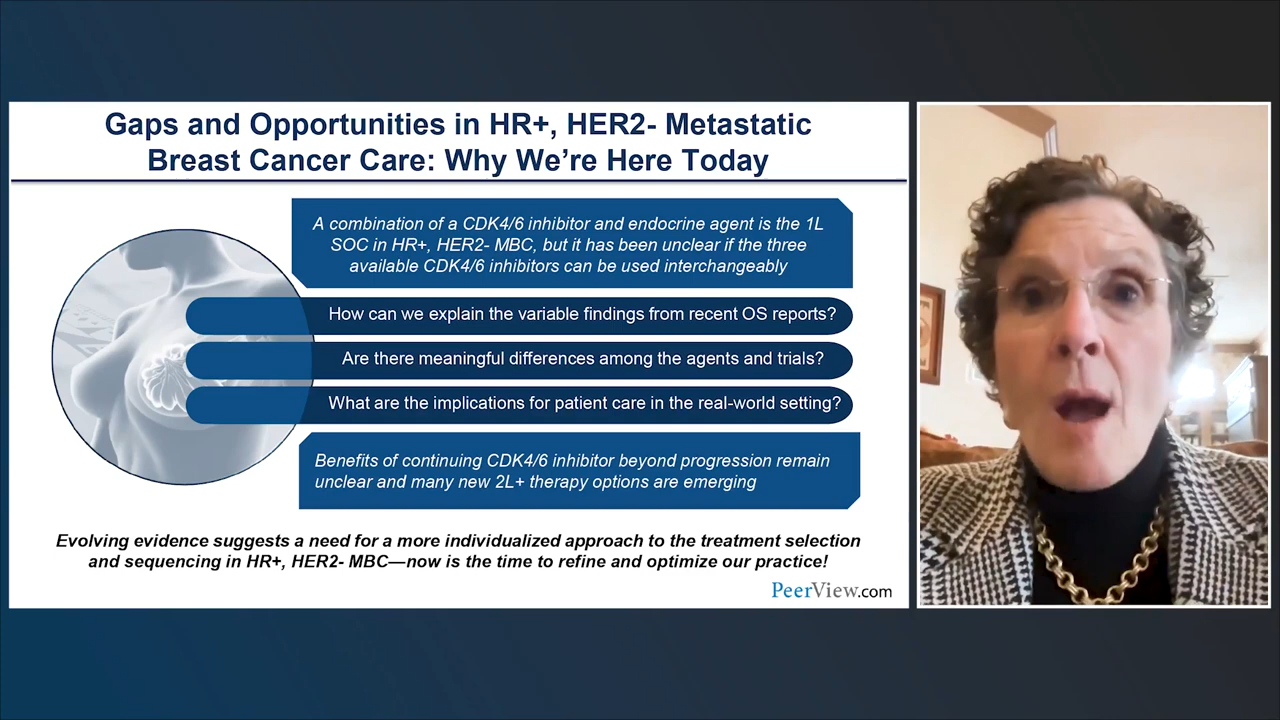 Gaps and Opportunities in HR+, HER2- Metastatic
Breast Cancer Care: Why We’re Here Today
A combination of a CDK4/6 inhibitor and endocrine agent is the 1L
SOC in HR+, HER2- MBC, but it has been unclear if the three
available CDK4/6 inhibitors can be used interchangeably
How can we explain the variable findings from recent OS reports?
Are there meaningful differences among the agents and trials?
What are the implications for patient care in the real-world setting?
Benefits of continuing CDK4/6 inhibitor beyond progression remain
unclear and many new 2L+ therapy options are emerging
Evolving evidence suggests a need for a more individualized approach to the treatment selection
and sequencing in HR+, HER2- MBC—now is the time to refine and optimize our practice!
PeerView.com